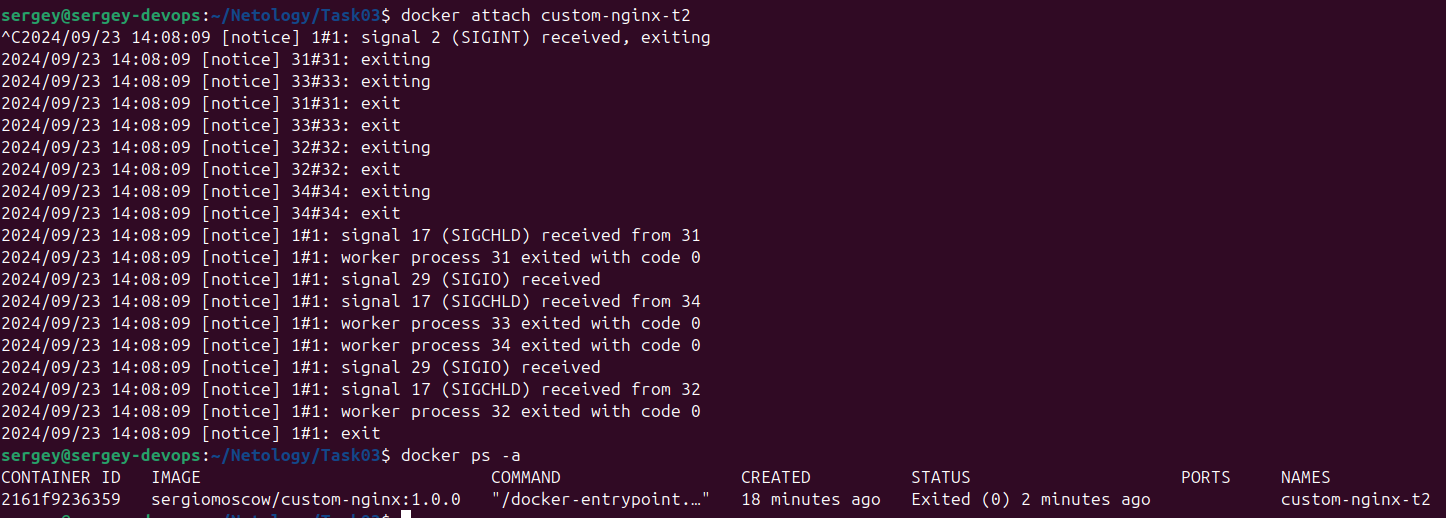 sergey@sergey-devops:~/Netology/Task03$ docker attach custom-nginx-t2
^C2024/09/23 14:08:09 [notice] 1#1: signal 2 (SIGINT) received, exiting
2024/09/23 14:08:09 [notice] 31#31: exiting
2024/09/23 14:08:09 [notice] 33#33: exiting
2024/09/23 14:08:09 [notice] 31#31: exit
2024/09/23 14:08:09 [notice] 33#33: exit
2024/09/23 14:08:09 [notice] 32#32: exiting
2024/09/23 14:08:09 [notice] 32#32: exit
2024/09/23 14:08:09 [notice] 34#34: exiting
2024/09/23 14:08:09 [notice] 34#34: exit
2024/09/23 14:08:09 [notice] 1#1: signal 17 (SIGCHLD) received from 31
2024/09/23 14:08:09 [notice] 1#1: worker process 31 exited with code 0
2024/09/23 14:08:09 [notice] 1#1: signal 29 (SIGIO) received
2024/09/23 14:08:09 [notice] 1#1: signal 17 (SIGCHLD) received from 34
2024/09/23 14:08:09 [notice] 1#1: worker process 33 exited with code 0
2024/09/23 14:08:09 [notice] 1#1: worker process 34 exited with code 0
2024/09/23 14:08:09 [notice] 1#1: signal 29 (SIGIO) received
2024/09/23 14:08:09 [notice] 1#1: signal 17 (SIGCHLD) received from 32
2024/09/23 14:08:09 [notice] 1#1: worker process 32 exited with code 0
2024/09/23 14:08:09 [notice] 1#1: exit
sergey@sergey-devops:~/Netology/Task03$ docker ps -a
CONTAINER ID   IMAGE                             COMMAND                  CREATED          STATUS                     PORTS     NAMES
2161f9236359   sergiomoscow/custom-nginx:1.0.0   "/docker-entrypoint.…"   18 minutes ago   Exited (0) 2 minutes ago             custom-nginx-t2